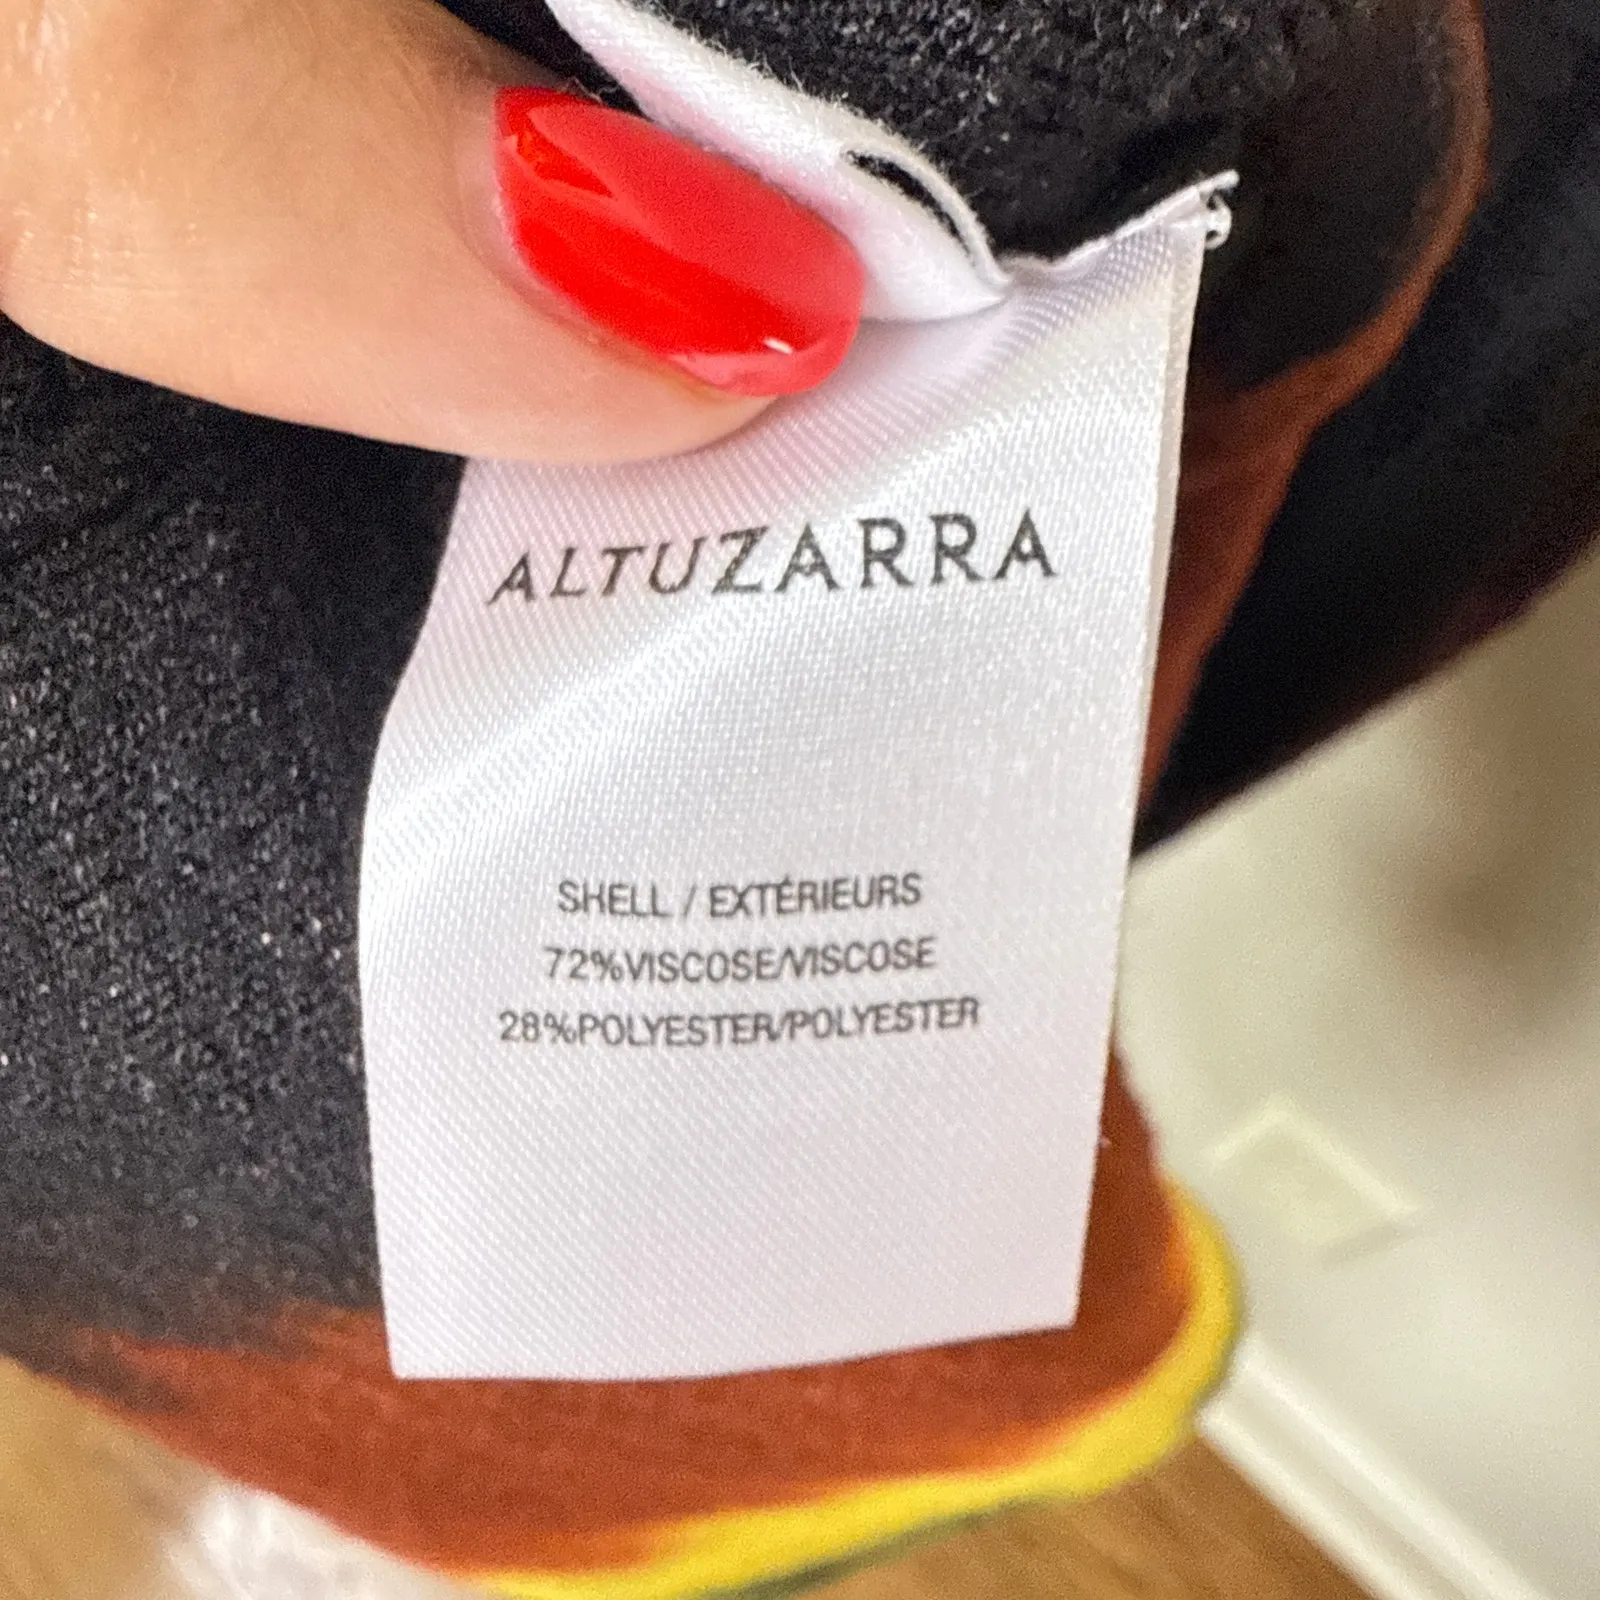 ALTUZARRA
SHELL / EXTÉRIEURS
72%VISCOSE/VISCOSE
28%POLYESTER/POLYESTER